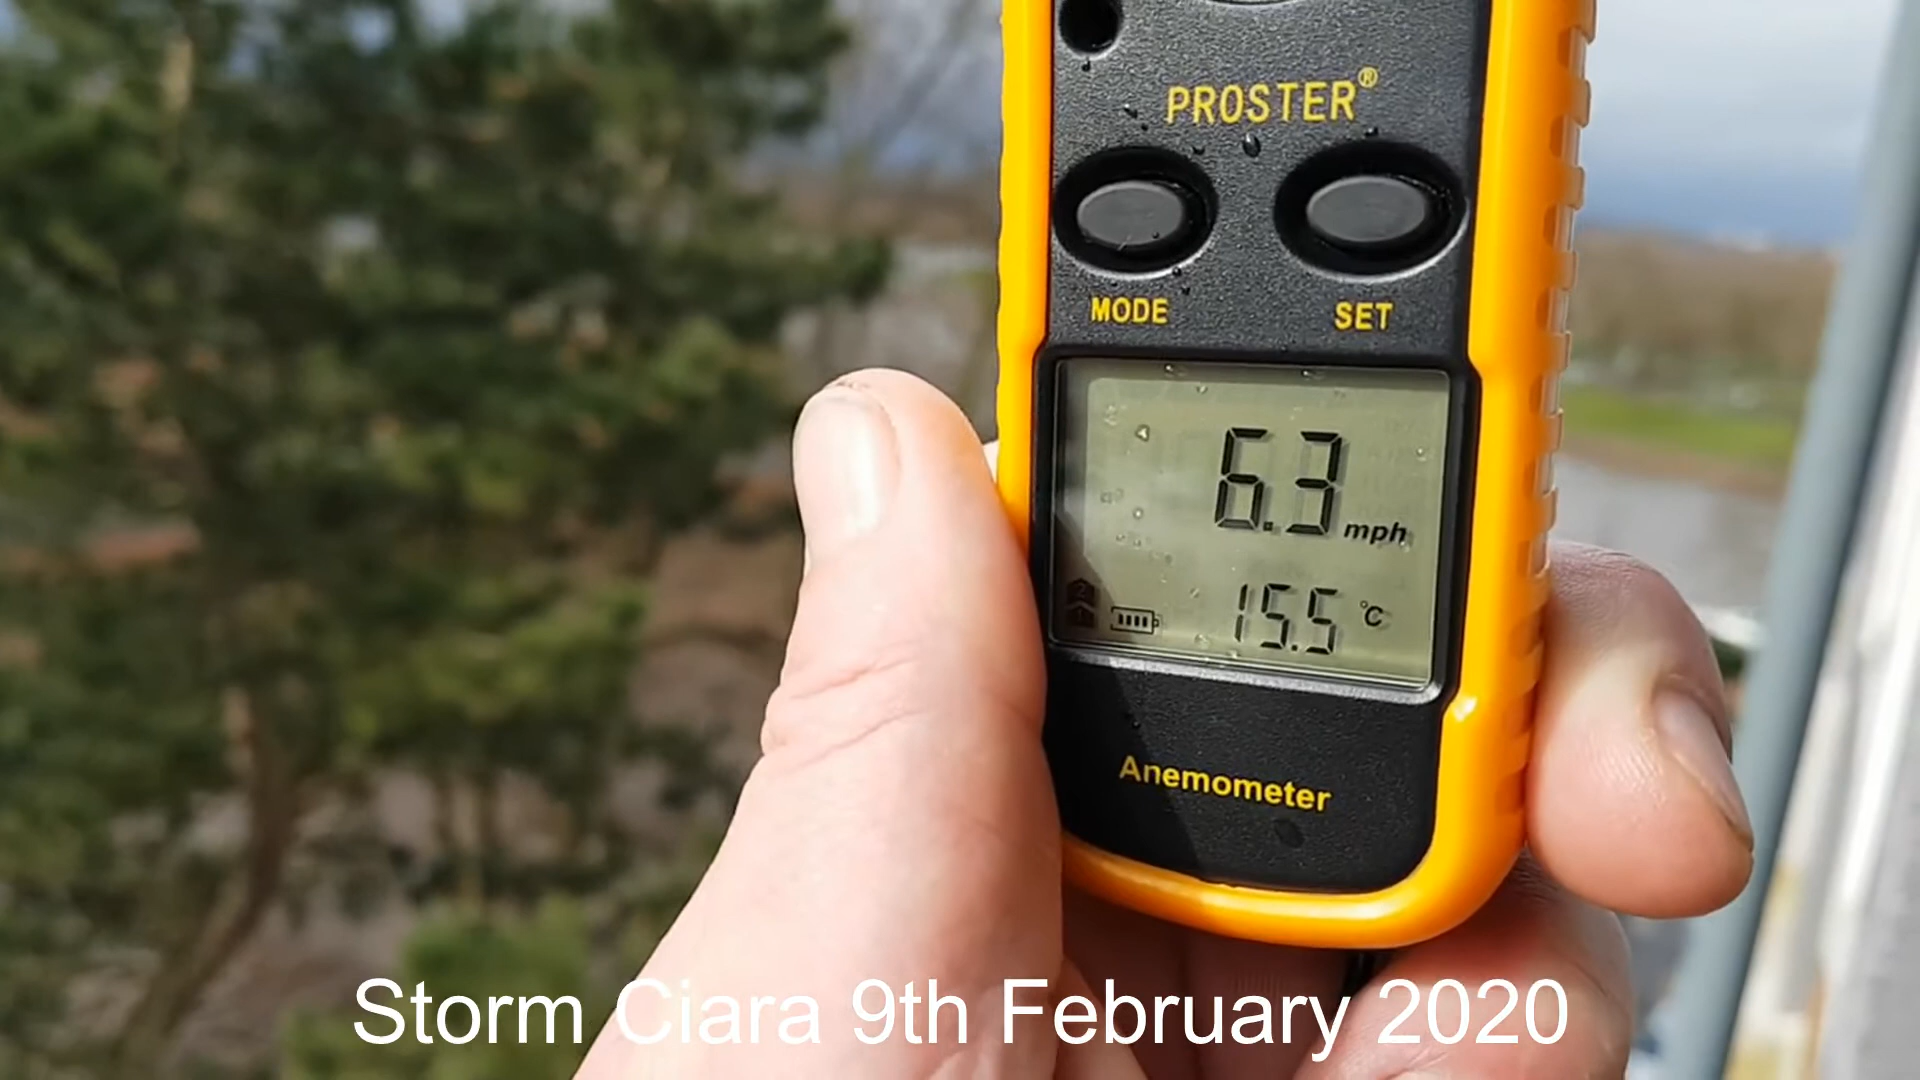 PROSTER®
MODE SET
6.3 mph
15.5 °C
Anemometer
Storm Ciara 9th February 2020